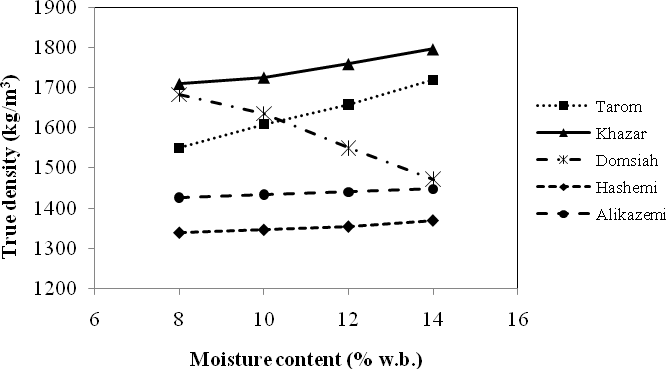 1900
1800
1700
1600
1500
1400
1300
1200
True density (kg/m³)
6 8 10 12 14 16
Moisture content (% w.b.)
Tarom
Khazar
Domsiah
Hashemi
Alikazemi